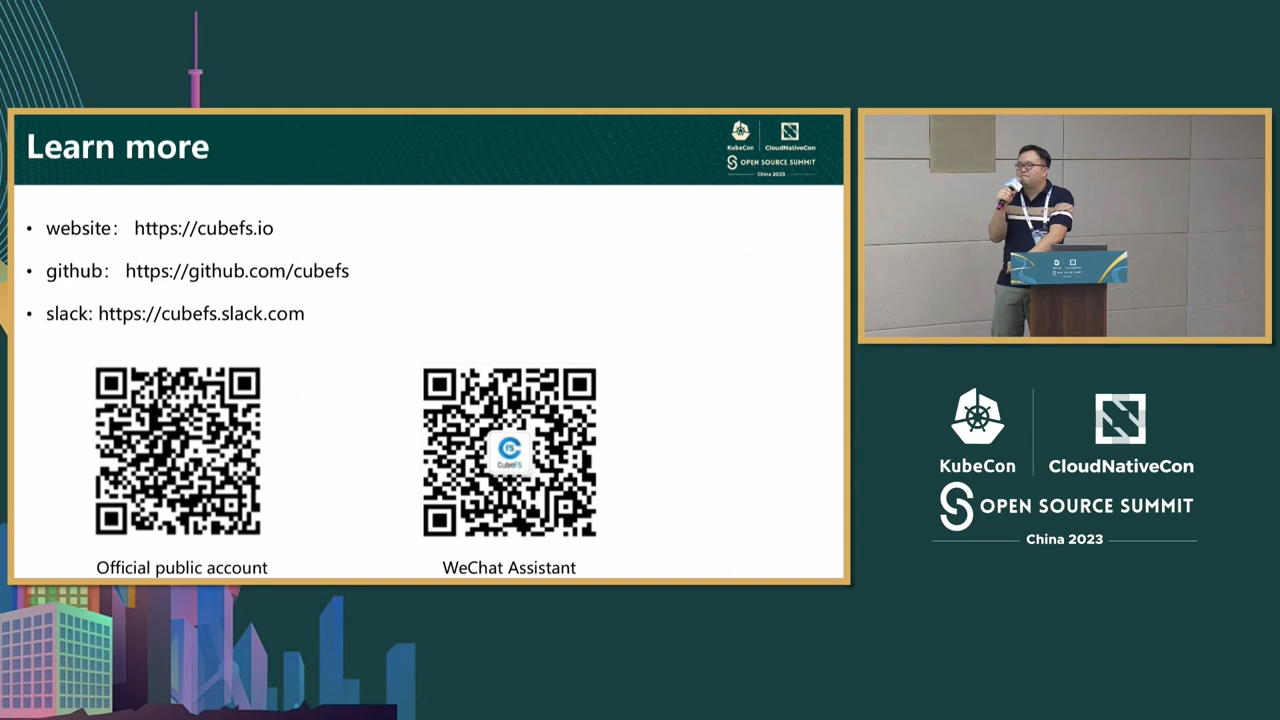 Learn more
KubeCon
CloudNativeCon
OPEN SOURCE SUMMIT
China 2023
• website： https://cubefs.io
• github： https://github.com/cubefs
• slack: https://cubefs.slack.com
FS
CubeFS
Official public account
WeChat Assistant
KubeCon
CloudNativeCon
OPEN SOURCE SUMMIT
China 2023